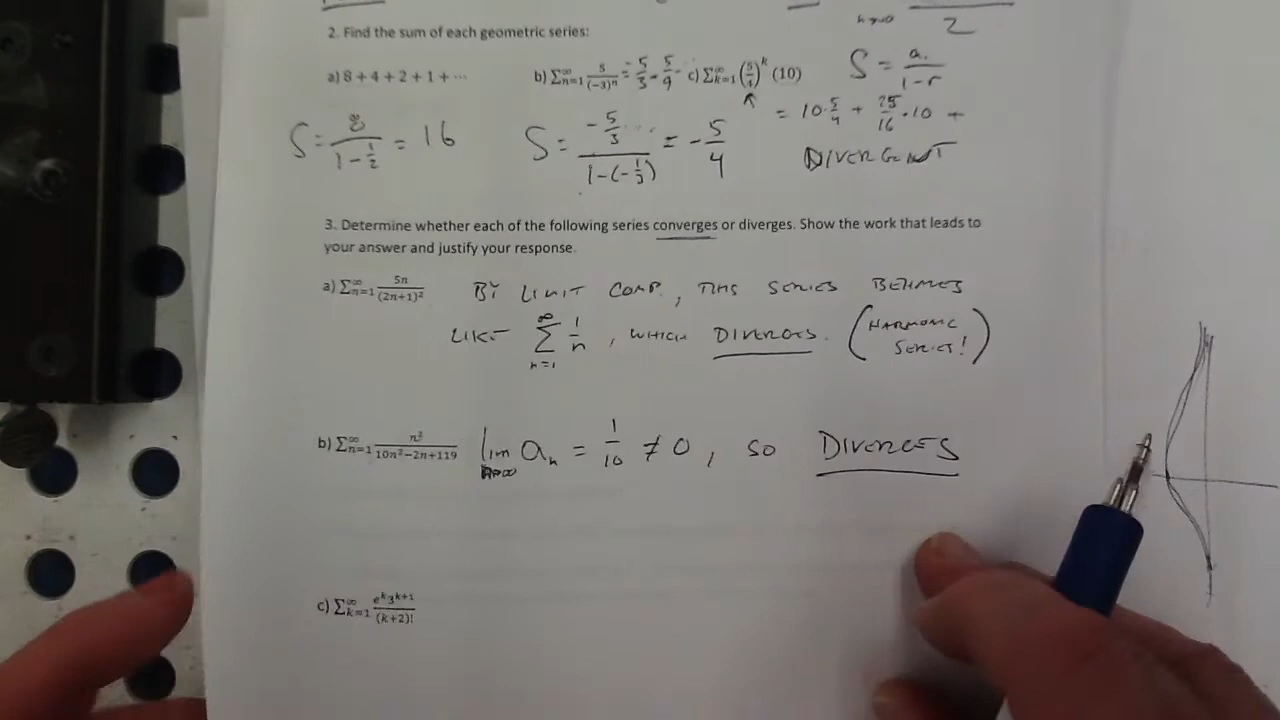 n=0
2
2. Find the sum of each geometric series:
a) 8 + 4 + 2 + 1 + ⋯
b) ∑_{n=1}^{∞} 5/(-3)^n = -5/3 + 5/9 -
c) ∑_{k=1}^{∞} (5/4)^k (10)
S = a₁/(1-r)
= 10·5/4 + 25/16·10 +
S = 8/(1-1/2) = 16
S = (-5/3)/(1-(-1/3)) = -5/4
DIVERGENT
3. Determine whether each of the following series converges or diverges. Show the work that leads to
your answer and justify your response.
a) ∑_{n=1}^{∞} 5n/(2n+1)² BY LIMIT COMP., THIS SERIES BEHAVES
LIKE ∑_{n=1}^{∞} 1/n, WHICH DIVERGES. (HARMONIC SERIES!)
b) ∑_{n=1}^{∞} n²/(10n²-2n+119) lim_{n→∞} a_n = 1/10 ≠ 0, SO DIVERGES
c) ∑_{k=1}^{∞} e^k 3^{k+1}/(k+2)!